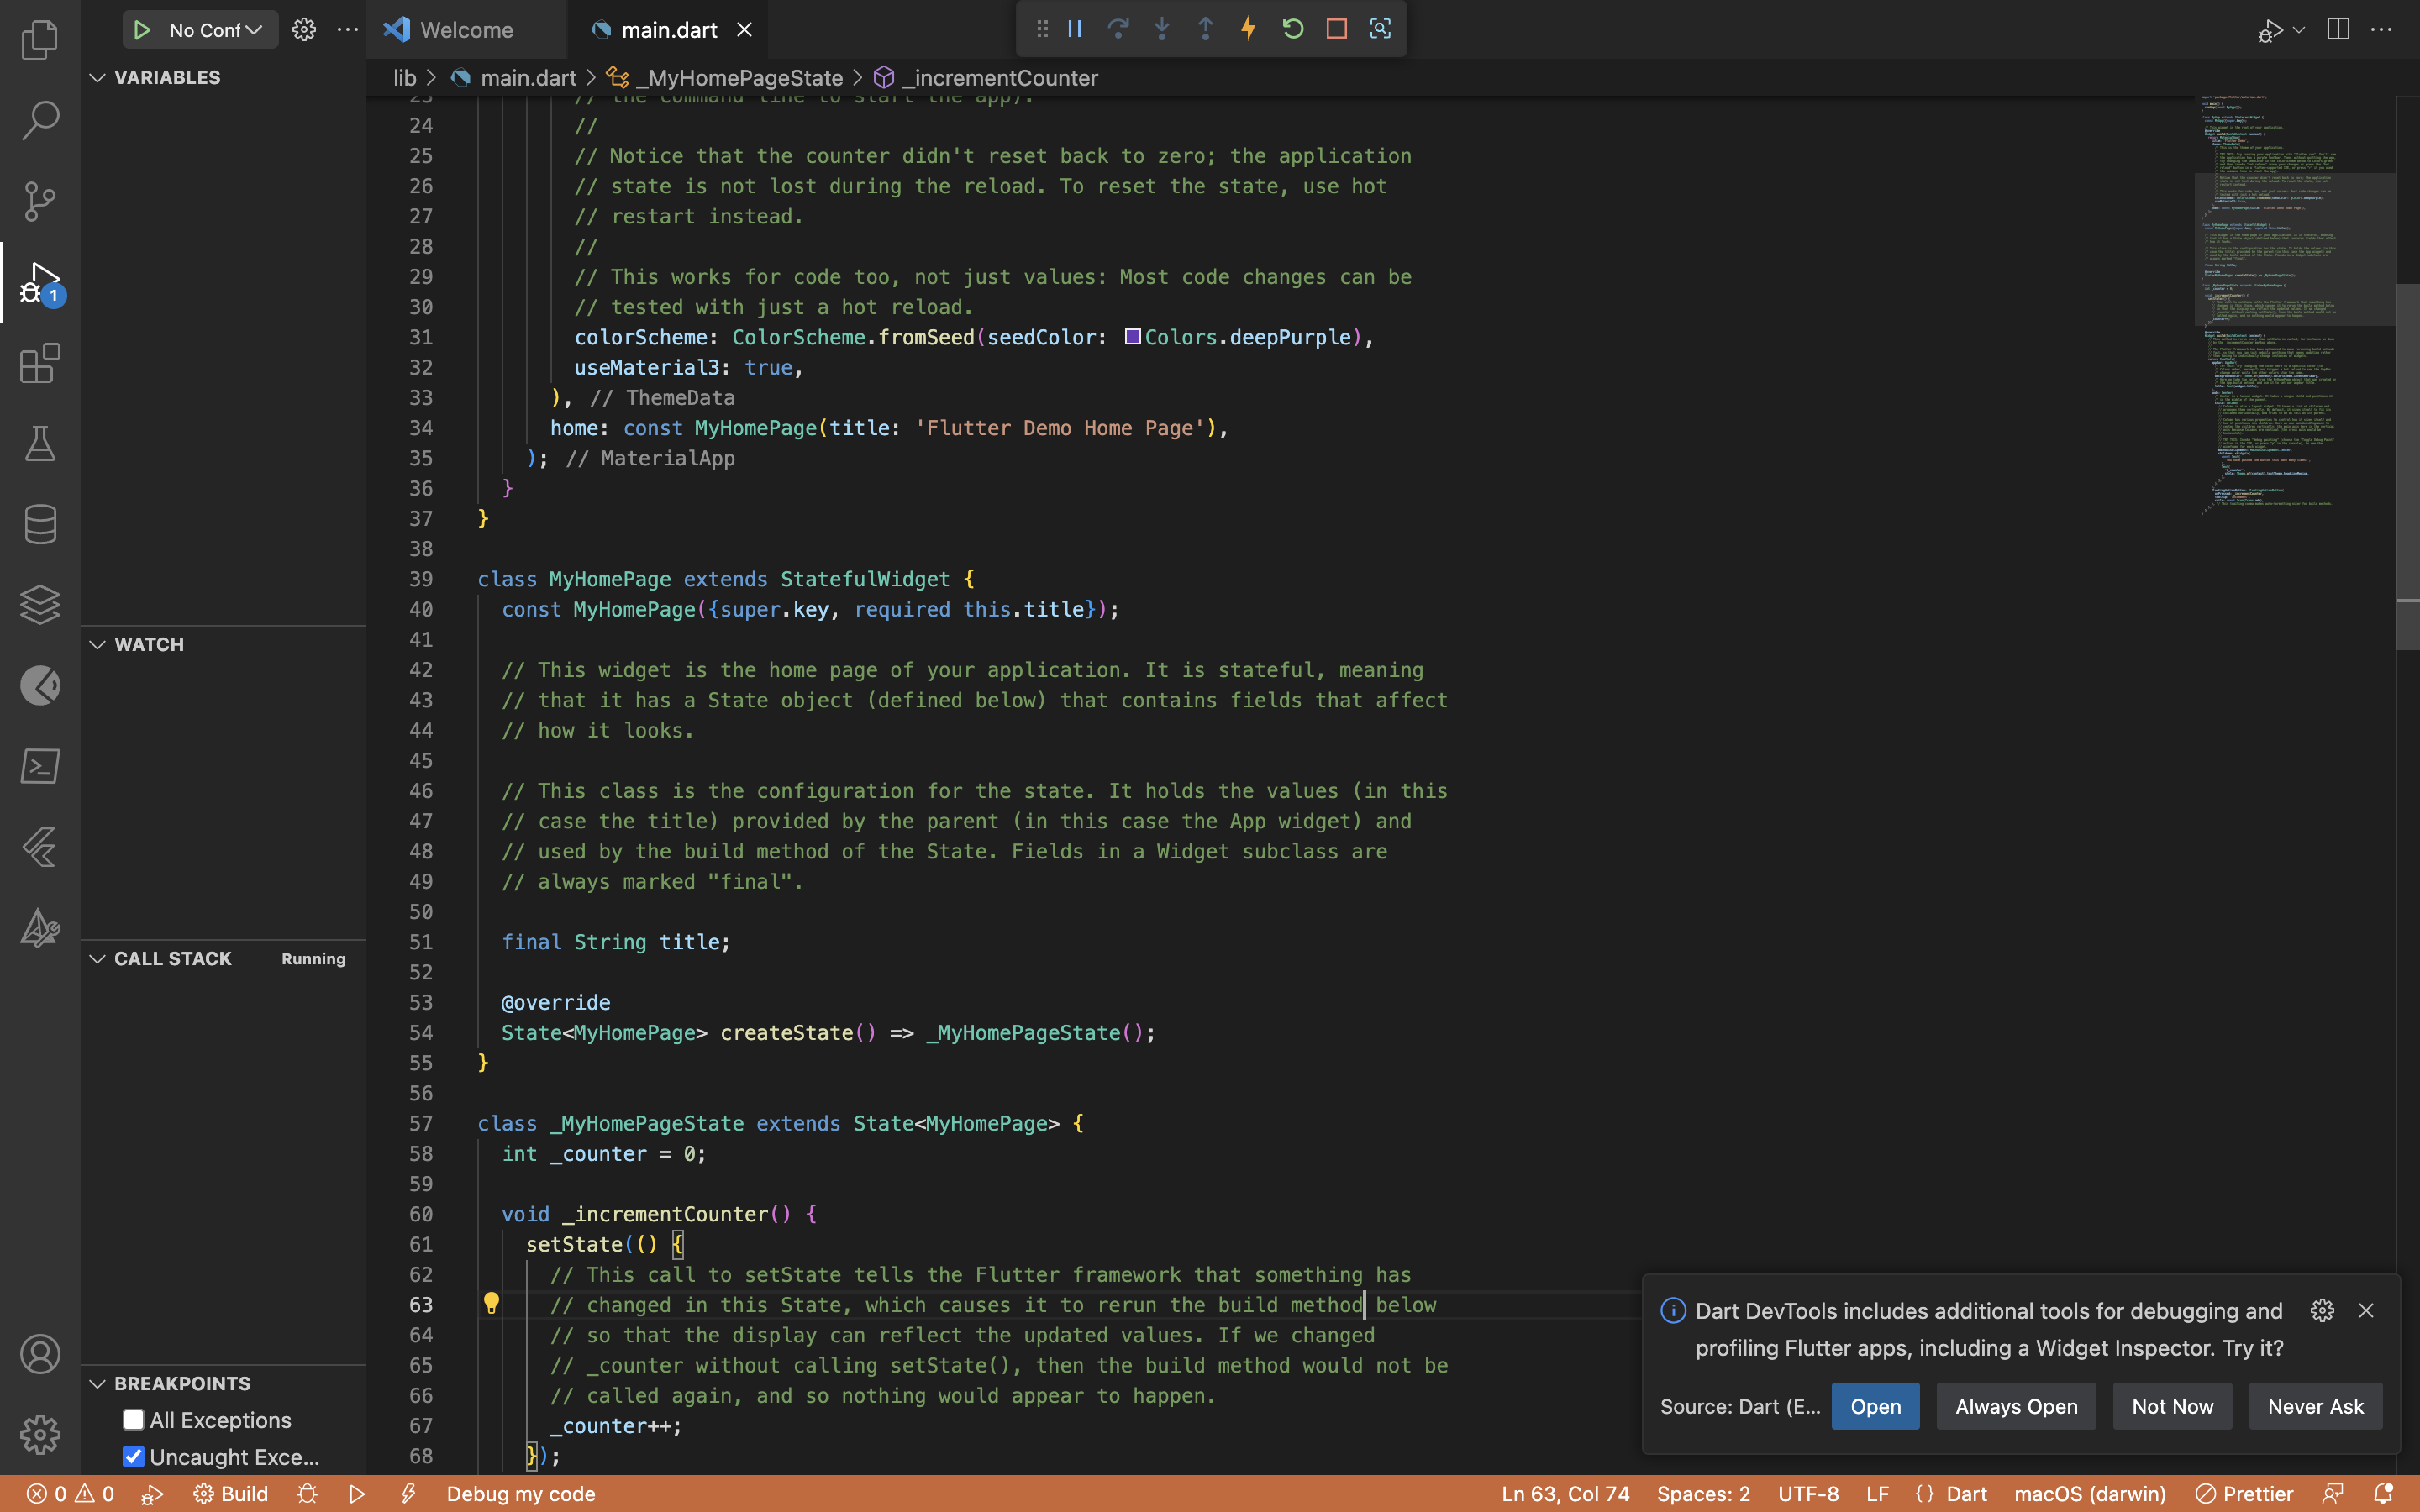 No Conf
Welcome
main.dart
lib > main.dart > _MyHomePageState > _incrementCounter
VARIABLES
WATCH
CALL STACK Running
BREAKPOINTS
All Exceptions
Uncaught Exce...
1
23 // the command line to start the app).
24 //
25 // Notice that the counter didn't reset back to zero; the application
26 // state is not lost during the reload. To reset the state, use hot
27 // restart instead.
28 //
29 // This works for code too, not just values: Most code changes can be
30 // tested with just a hot reload.
31 colorScheme: ColorScheme.fromSeed(seedColor: Colors.deepPurple),
32 useMaterial3: true,
33 ), // ThemeData
34 home: const MyHomePage(title: 'Flutter Demo Home Page'),
35 ); // MaterialApp
36 }
37 }
38
39 class MyHomePage extends StatefulWidget {
40 const MyHomePage({super.key, required this.title});
41
42 // This widget is the home page of your application. It is stateful, meaning
43 // that it has a State object (defined below) that contains fields that affect
44 // how it looks.
45
46 // This class is the configuration for the state. It holds the values (in this
47 // case the title) provided by the parent (in this case the App widget) and
48 // used by the build method of the State. Fields in a Widget subclass are
49 // always marked "final".
50
51 final String title;
52
53 @override
54 State<MyHomePage> createState() => _MyHomePageState();
55 }
56
57 class _MyHomePageState extends State<MyHomePage> {
58 int _counter = 0;
59
60 void _incrementCounter() {
61 setState(() {
62 // This call to setState tells the Flutter framework that something has
63 // changed in this State, which causes it to rerun the build method below
64 // so that the display can reflect the updated values. If we changed
65 // _counter without calling setState(), then the build method would not be
66 // called again, and so nothing would appear to happen.
67 _counter++;
68 });
Dart DevTools includes additional tools for debugging and
profiling Flutter apps, including a Widget Inspector. Try it?
Source: Dart (E... Open Always Open Not Now Never Ask
0 0 Build Debug my code Ln 63, Col 74 Spaces: 2 UTF-8 LF {} Dart macOS (darwin) Prettier